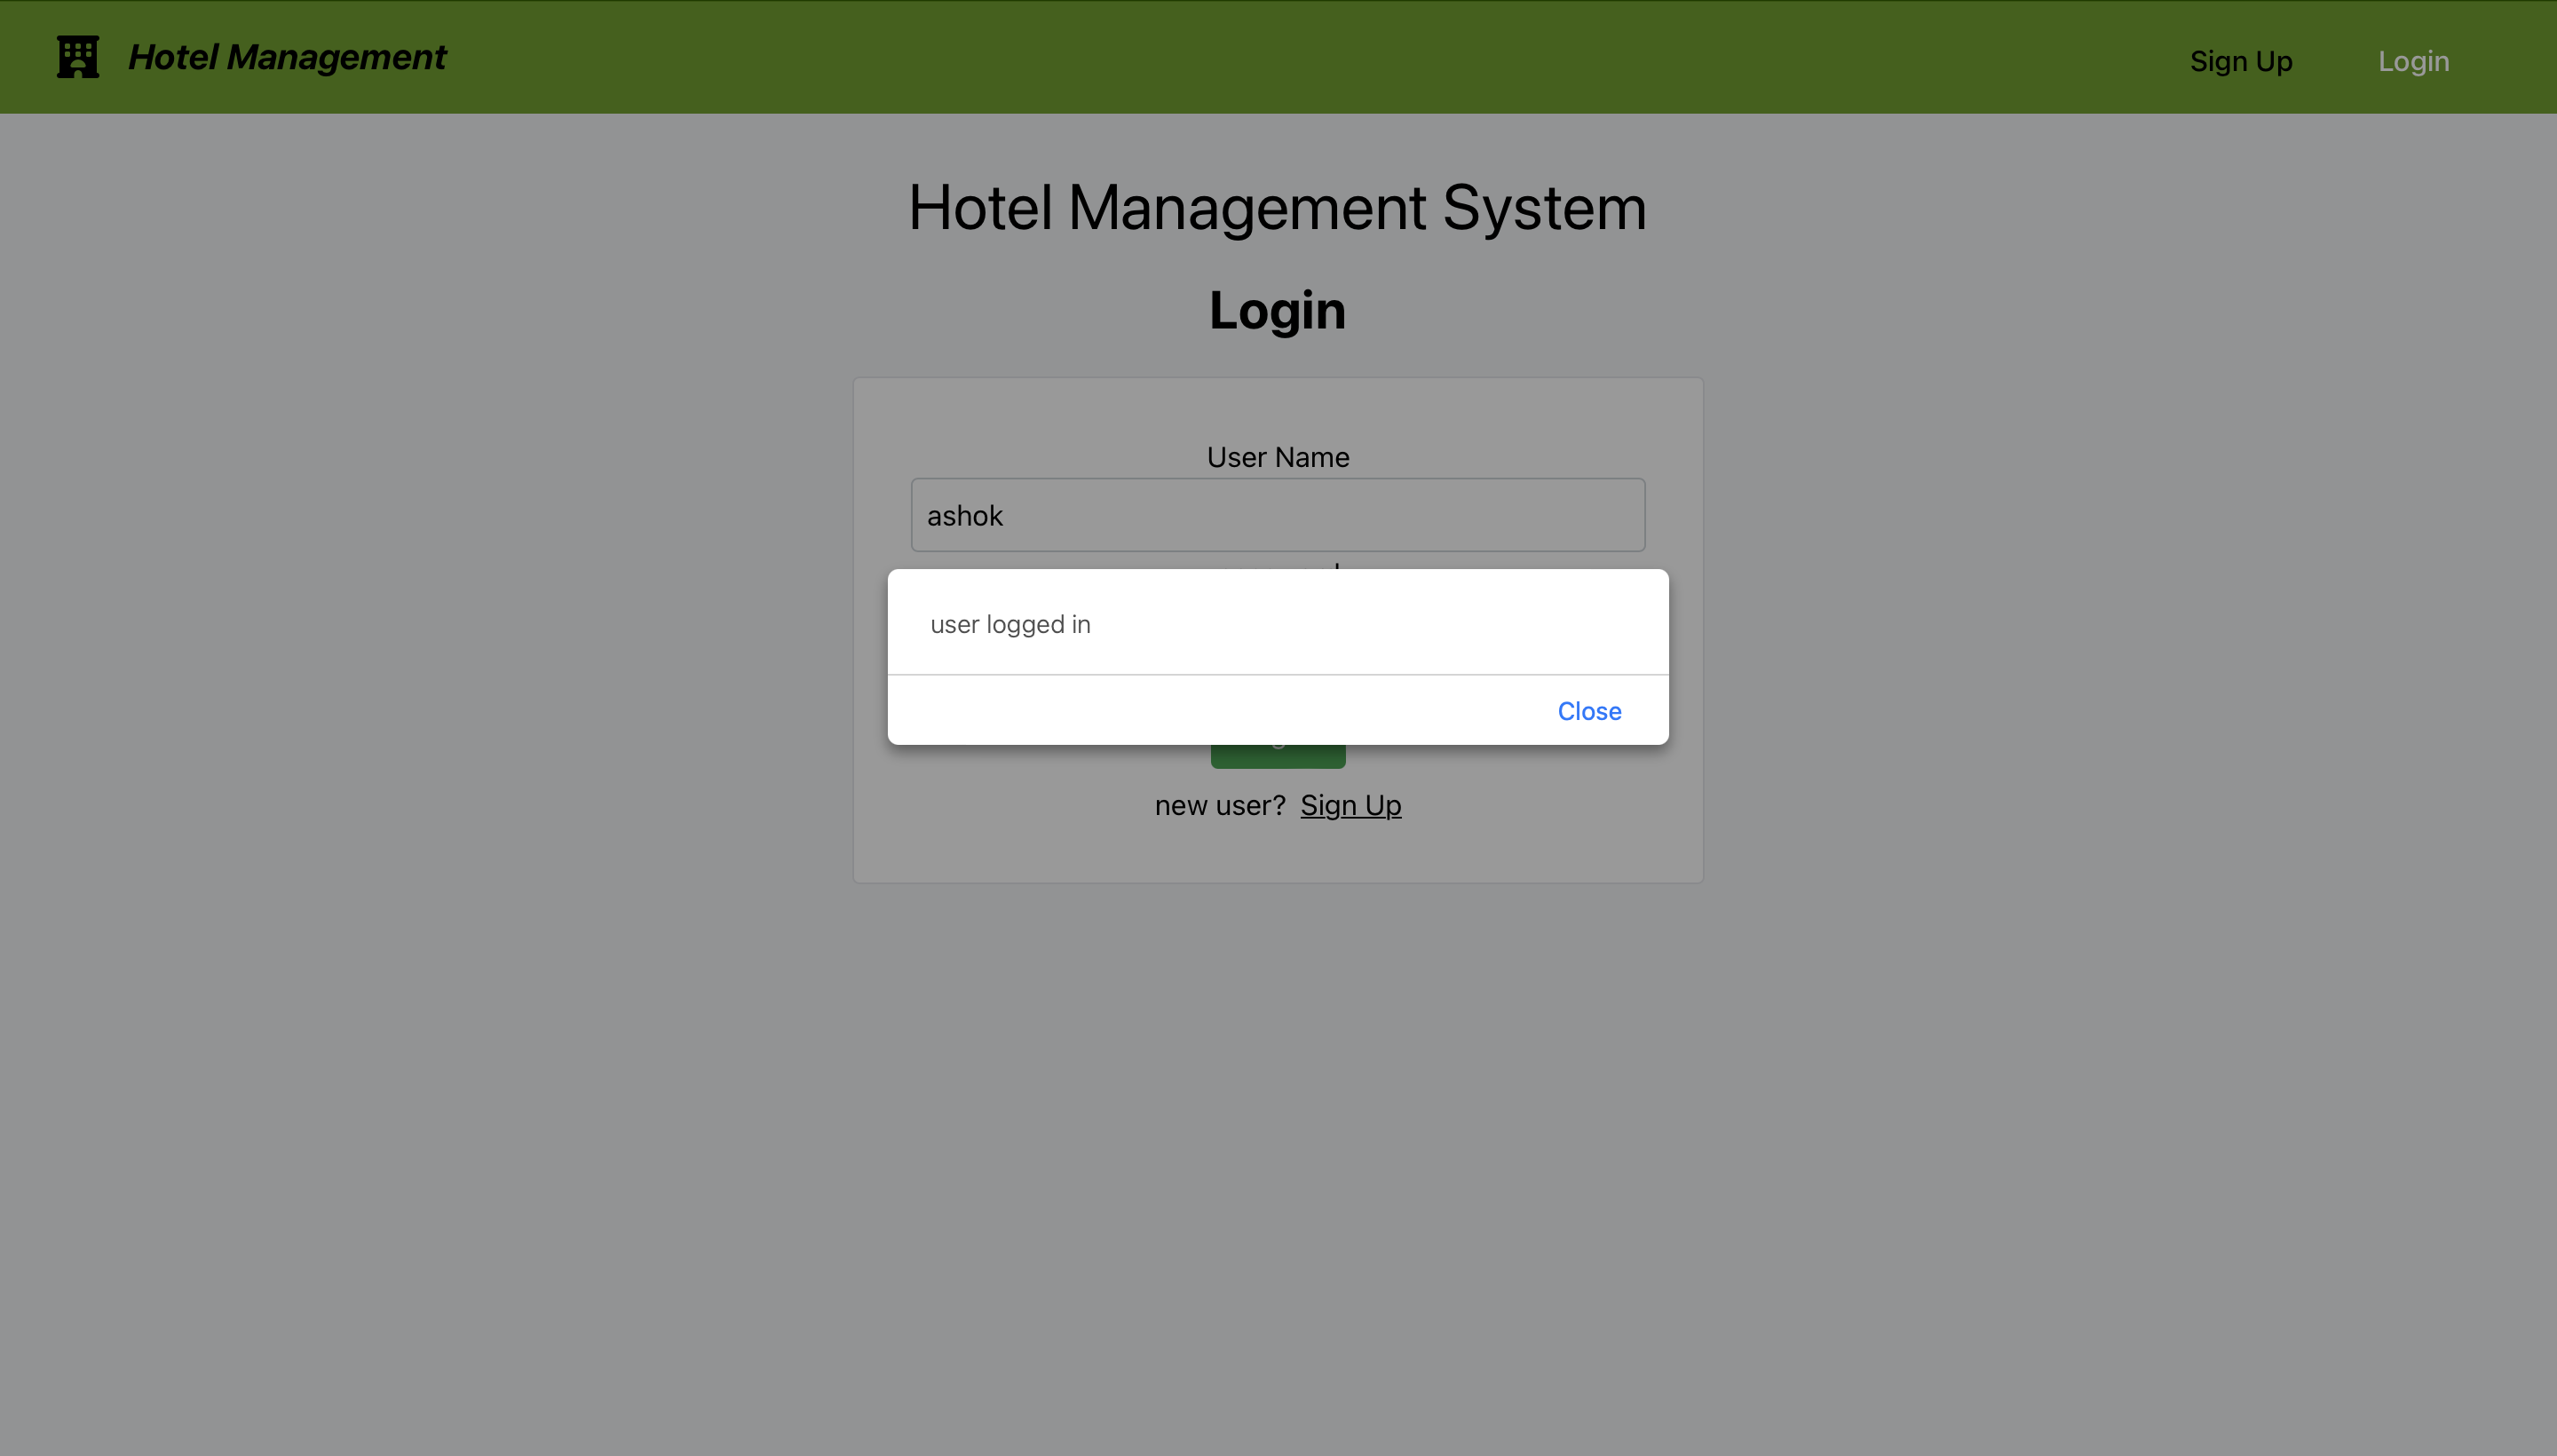 Hotel Management
Sign Up
Login
Hotel Management System
Login
User Name
ashok
user logged in
Close
new user? Sign Up